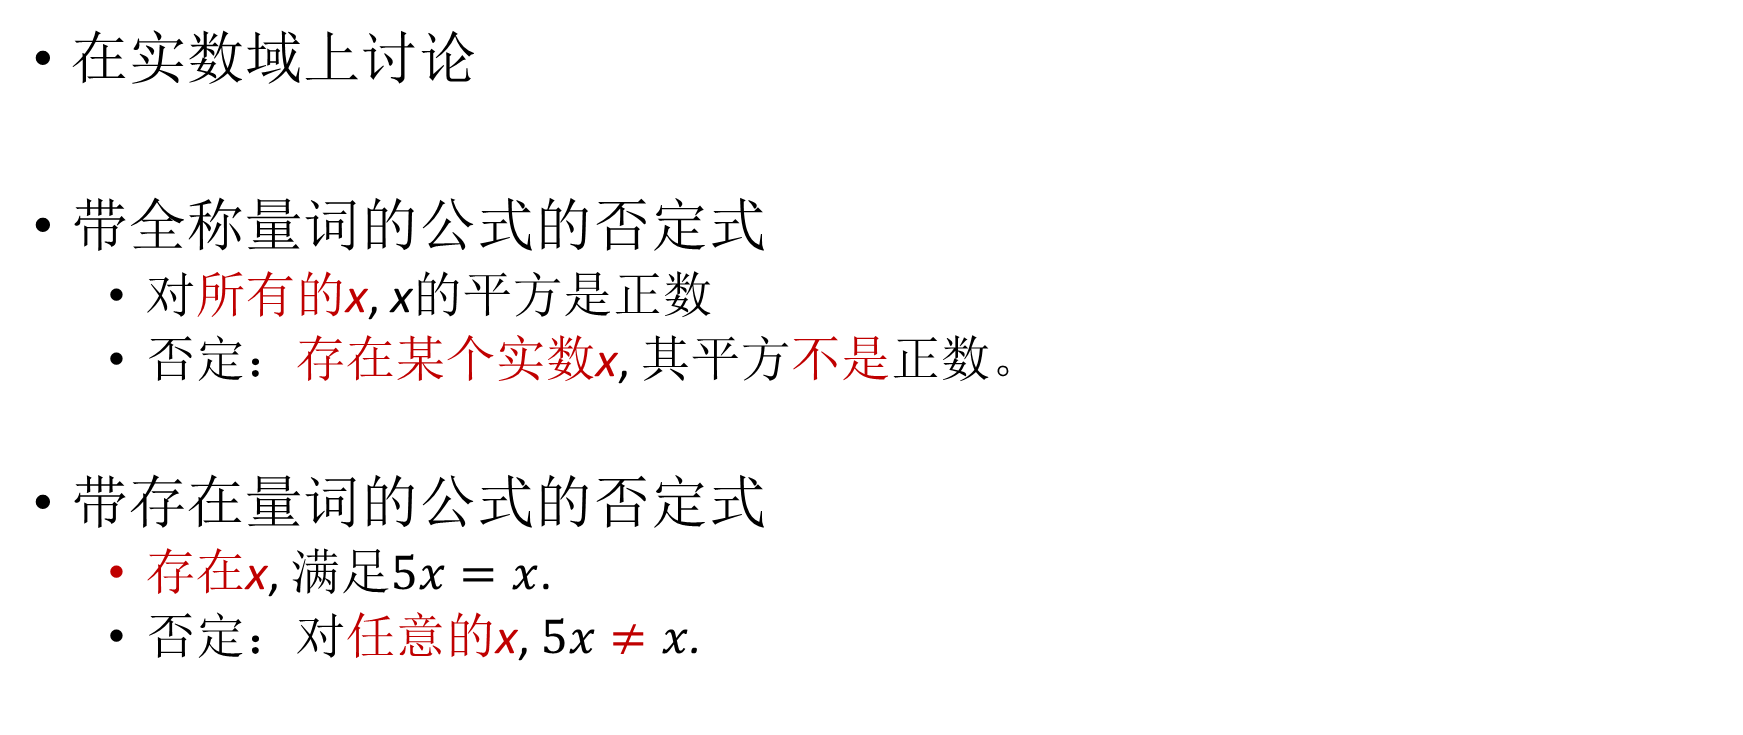 • 在实数域上讨论
• 带全称量词的公式的否定式
• 对所有的x, x的平方是正数
• 否定：存在某个实数x, 其平方不是正数。
• 带存在量词的公式的否定式
• 存在x, 满足5x = x.
• 否定：对任意的x, 5x ≠ x.